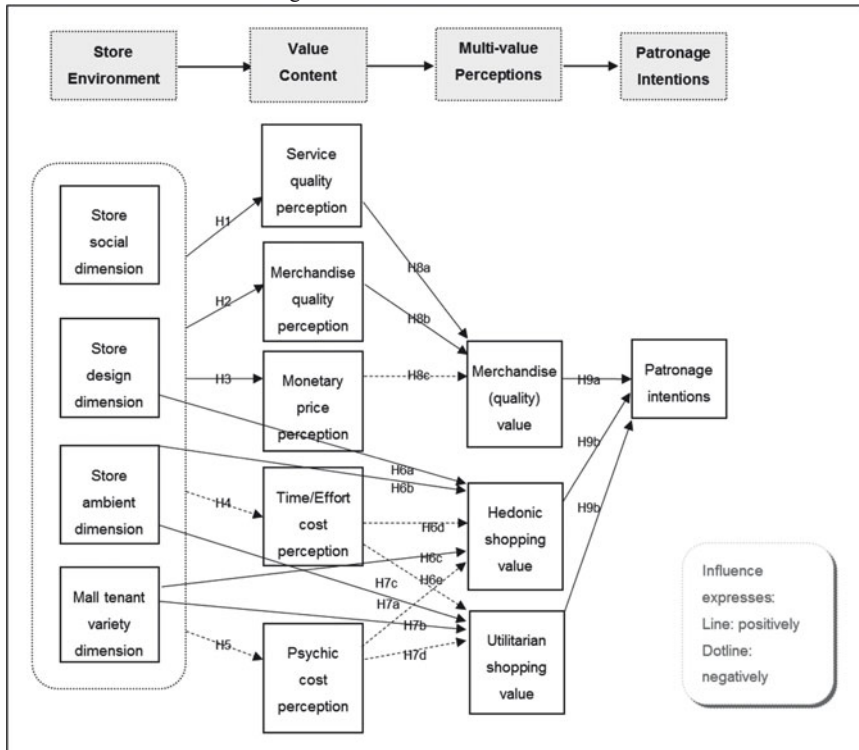 Store
Environment
Value
Content
Multi-value
Perceptions
Patronage
Intentions
Store
social
dimension
Store
design
dimension
Store
ambient
dimension
Mall tenant
variety
dimension
H1
H2
H3
H4
H5
Service
quality
perception
Merchandise
quality
perception
Monetary
price
perception
Time/Effort
cost
perception
Psychic
cost
perception
H8a
H8b
H8c
H6a
H6b
H6d
H6c
H6e
H7c
H7a
H7b
H7d
Merchandise
(quality)
value
Hedonic
shopping
value
Utilitarian
shopping
value
H9a
H9b
H9b
Patronage
intentions
Influence
expresses:
Line: positively
Dotline:
negatively